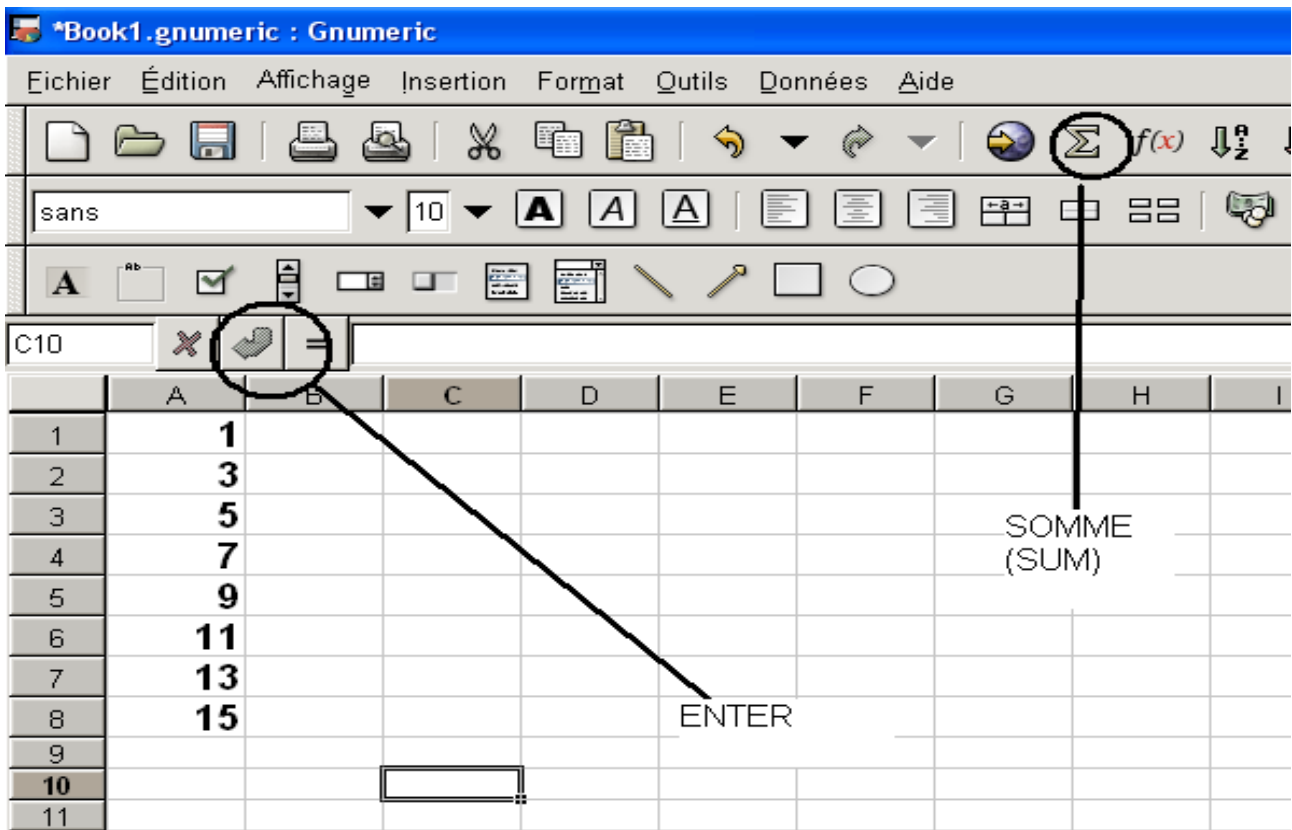 *Book1.gnumeric : Gnumeric
Fichier Édition Affichage Insertion Format Outils Données Aide
f(x) A Z
sans 10 A A A a
A Ab
C10 =
A B C D E F G H I
1 1
2 3
3 5
4 7
5 9
6 11
7 13
8 15
9
10
11
SOMME
(SUM)
ENTER